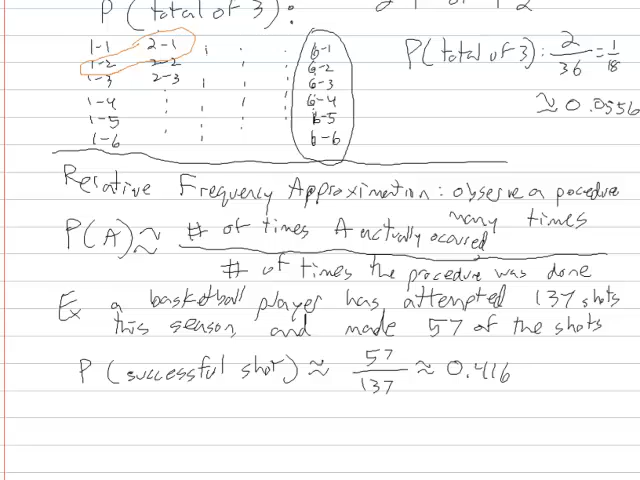 P(total of 3):
1-1 2-1 6-1
1-2 2-2 6-2
1-3 2-3 6-3
1-4 6-4
1-5 6-5
1-6 6-6
P(total of 3): 2/36 = 1/18
≈ 0.0556
Relative Frequency Approximation: observe a procedure
many times
P(A) ≈ # of times A actually occured
# of times the procedure was done
Ex a basketball player has attempted 137 shots
this season, and made 57 of the shots
P(successful shot) ≈ 57/137 ≈ 0.416